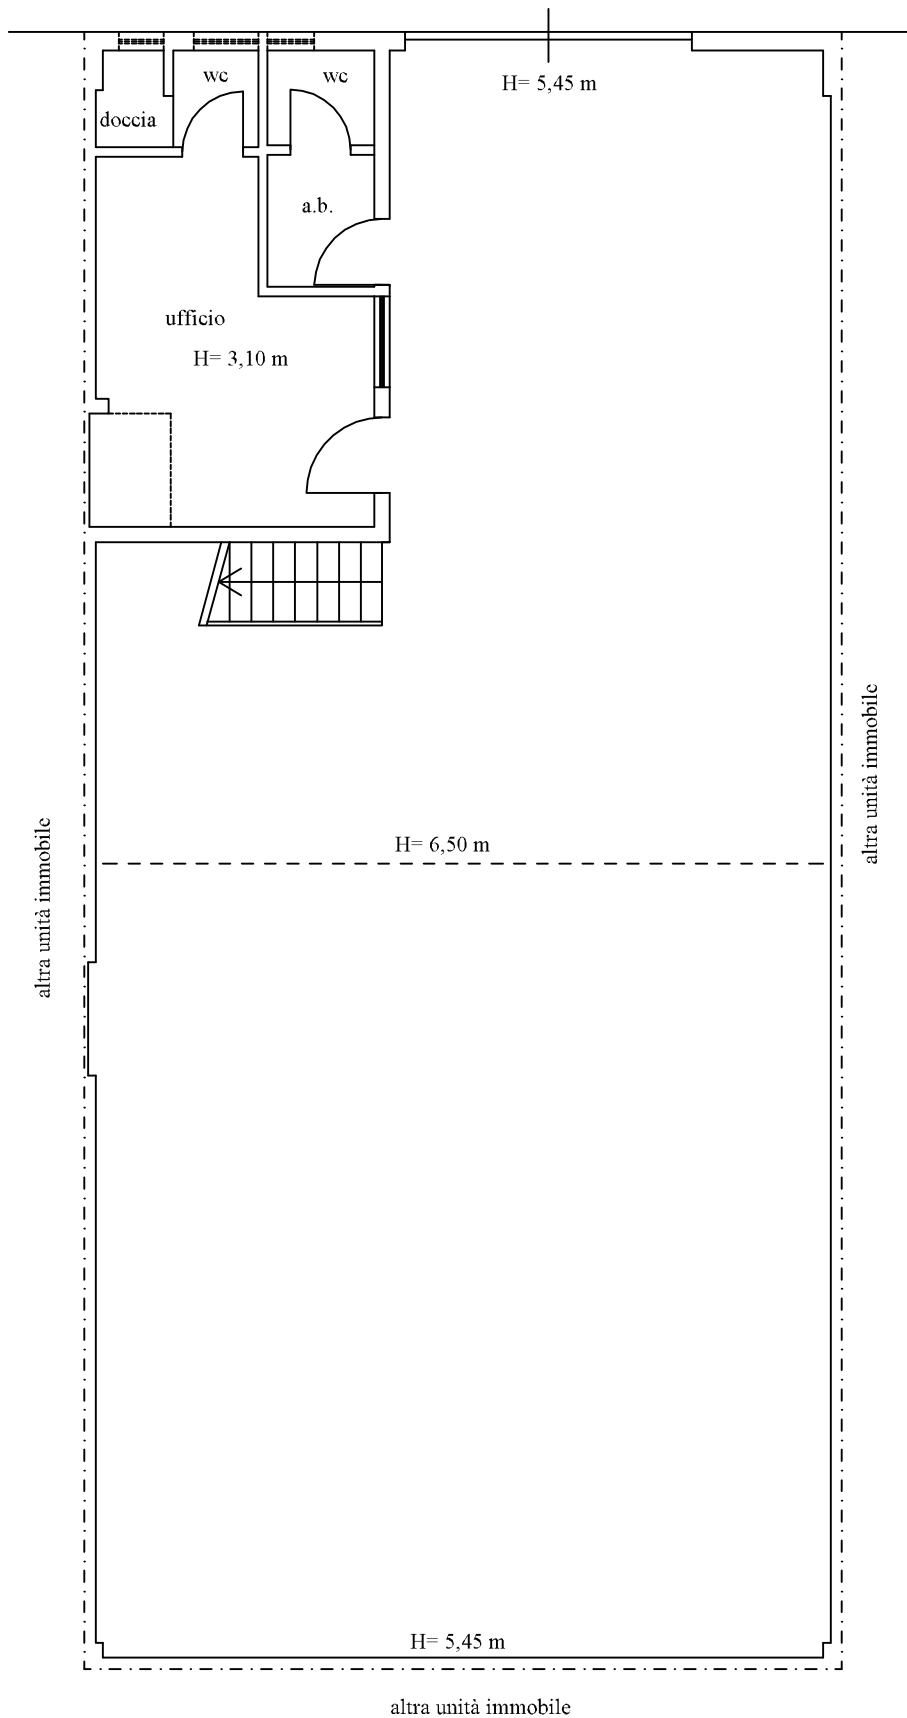 wc
wc
H= 5,45 m
doccia
a.b.
ufficio
H= 3,10 m
altra unità immobile
H= 6,50 m
altra unità immobile
H= 5,45 m
altra unità immobile